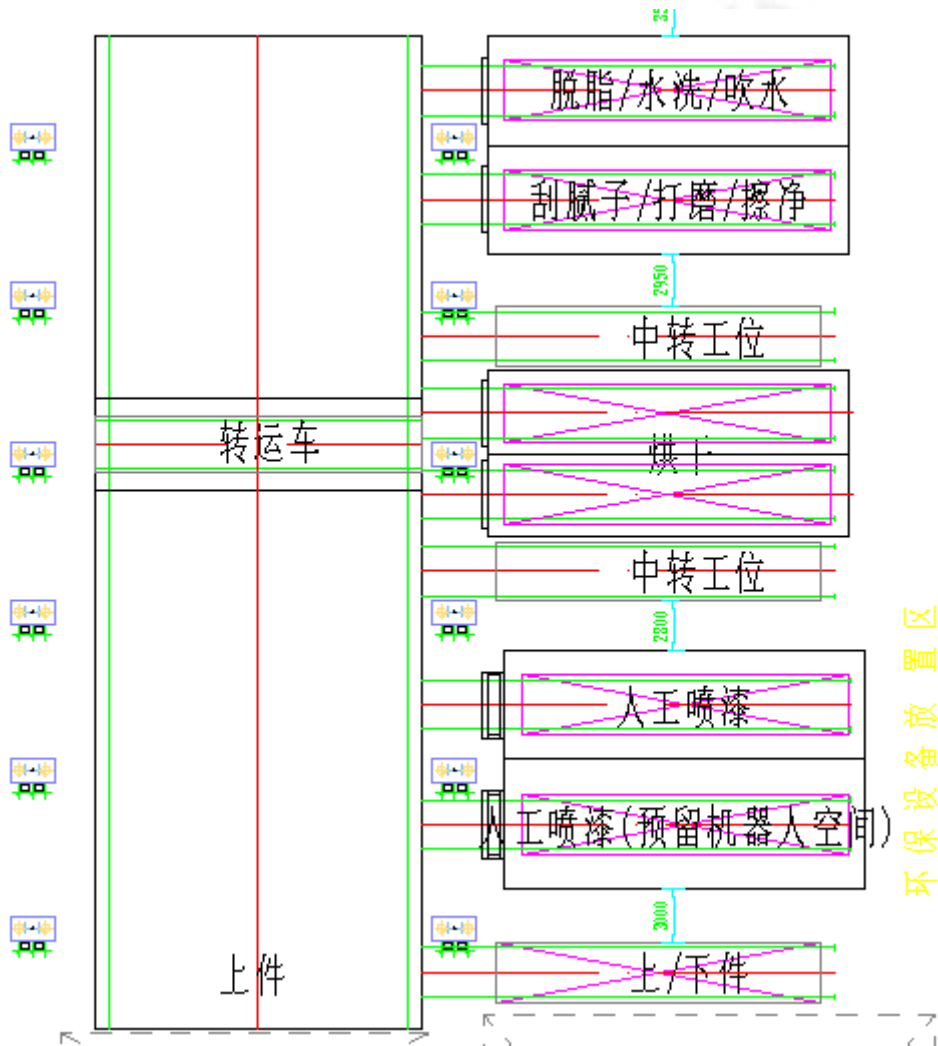 脱脂/水洗/吹水
刮腻子/打磨/擦净
2950
中转工位
转运车
烘干
中转工位
2800
人工喷漆
人工喷漆(预留机器人空间)
环保设备放置区
3000
上件
上/下件